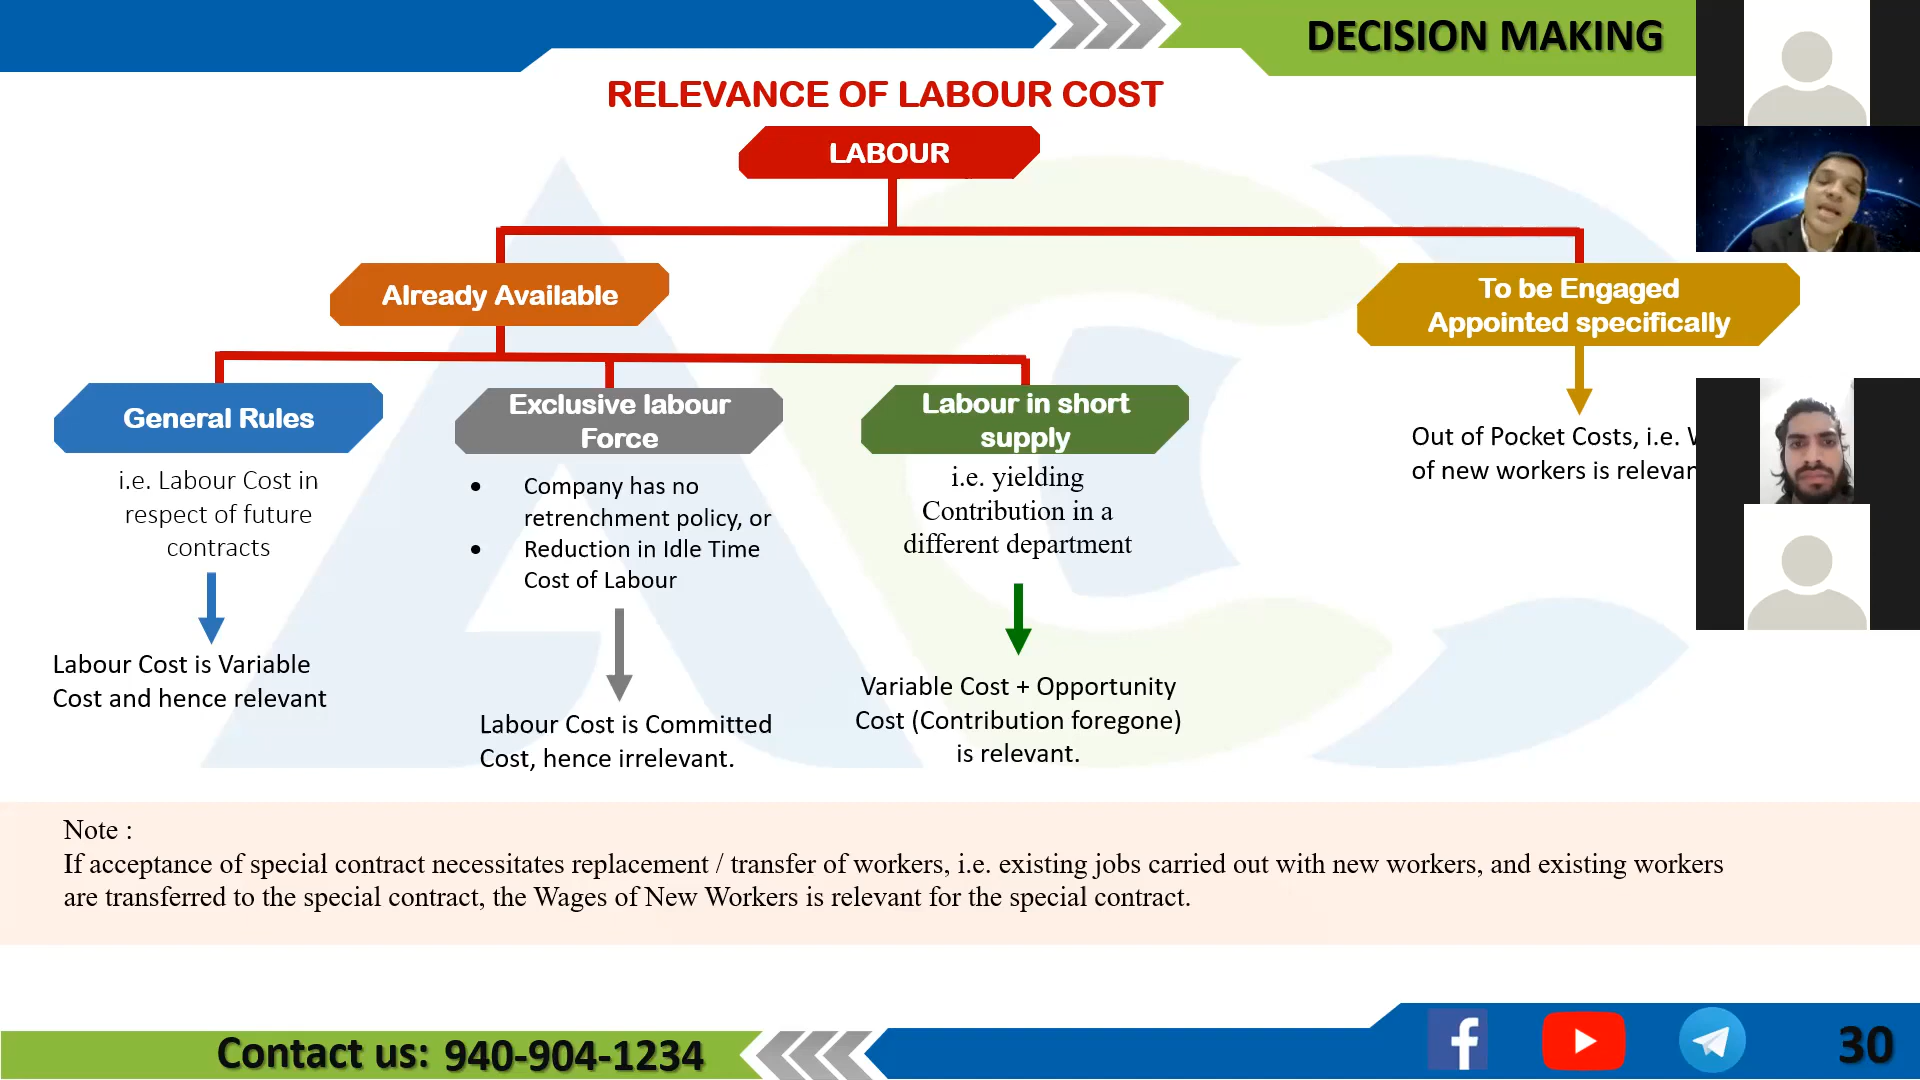 DECISION MAKING
RELEVANCE OF LABOUR COST
LABOUR
Already Available
To be Engaged
Appointed specifically
General Rules
Exclusive labour
Force
Labour in short
supply
i.e. Labour Cost in
respect of future
contracts
• Company has no
retrenchment policy, or
• Reduction in Idle Time
Cost of Labour
i.e. yielding
Contribution in a
different department
Out of Pocket Costs, i.e.
of new workers is
Labour Cost is Variable
Cost and hence relevant
Labour Cost is Committed
Cost, hence irrelevant.
Variable Cost + Opportunity
Cost (Contribution foregone)
is relevant.
Note :
If acceptance of special contract necessitates replacement / transfer of workers, i.e. existing jobs carried out with new workers, and existing workers
are transferred to the special contract, the Wages of New Workers is relevant for the special contract.
Contact us: 940-904-1234
30